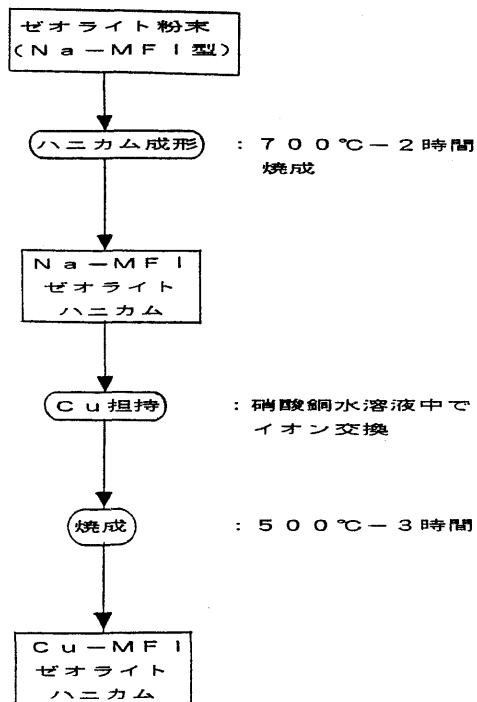 ゼオライト粉末
(Na−MFI型)
ハニカム成形 : 700℃−2時間
焼成
Na−MFI
ゼオライト
ハニカム
Cu担持 : 硝酸銅水溶液中で
イオン交換
焼成 : 500℃−3時間
Cu−MFI
ゼオライト
ハニカム